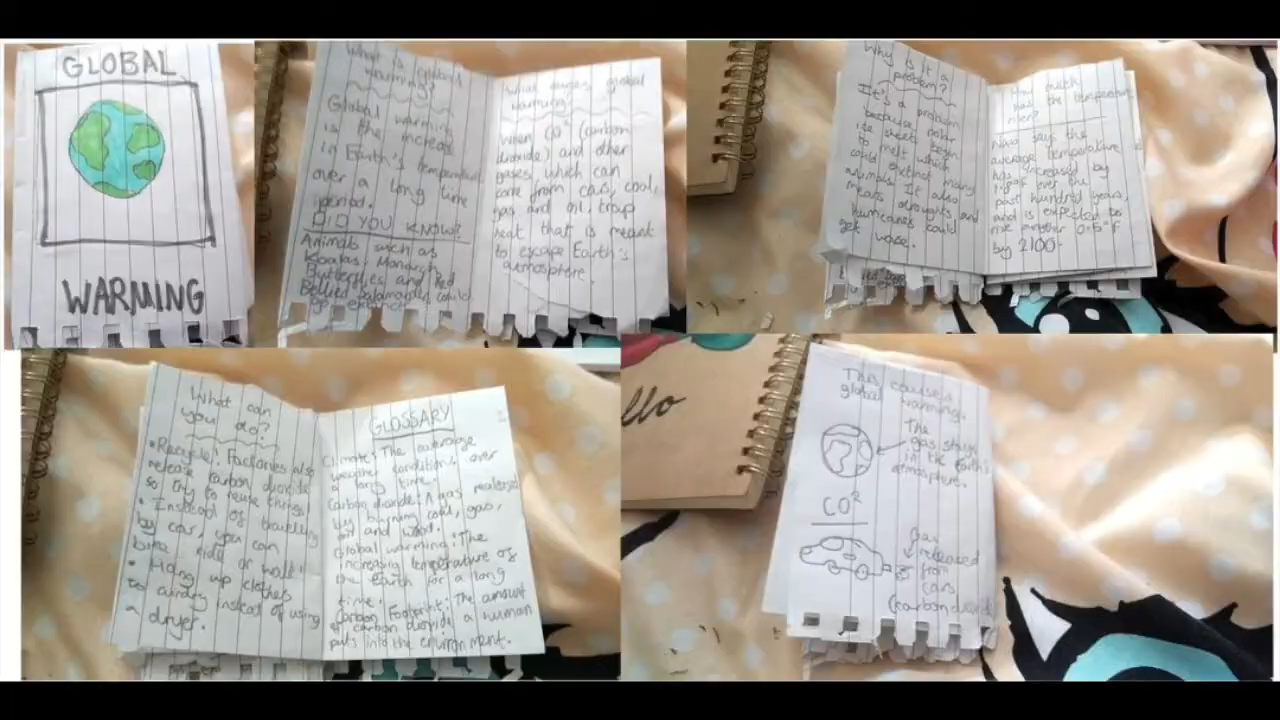 GLOBAL
WARMING
What is global
warming?
Global warming
is the increase
in Earth's temperature
over a long time
period.
DID YOU KNOW?
Animals such as
Koalas, Monarch
Butterflies and Red
Bellied Salamanders could
What causes global
warming?
When CO² (carbon
dioxide) and other
gases which can
come from cars, coal,
gas and oil, trap
heat that is meant
to escape Earth's
atmosphere.
Why is it a
problem?
It's a problem
because polar
ice sheets begin
to melt which
could extinct many
animals. It also
means droughts and
hurricanes could
get worse.
How much
has the temperature
risen?
says the
average temperature
has increased by
over the
past hundred years,
and is expected to
rise another 0.5°F
by 2100.
What can
you do?
• Recycle! Factories also
release carbon dioxide
so try to reuse things.
• Instead of travelling
by car, you can
bike ride or walk!
• Hang up clothes
to airdry instead of using
a dryer.
GLOSSARY
Climate: The average
weather conditions over
long time.
Carbon dioxide: A gas realesed
by burning coal, gas,
oil and wood.
Global warming: The
increasing temperature of
the Earth for a long
time.
Carbon Footprint: The amount
of carbon dioxide a human
puts into the environment.
llo
This causes
global warming.
The
gas stays
in the Earth's
atmosphere.
CO²
Gas
released
from
cars
(carbon dioxide)